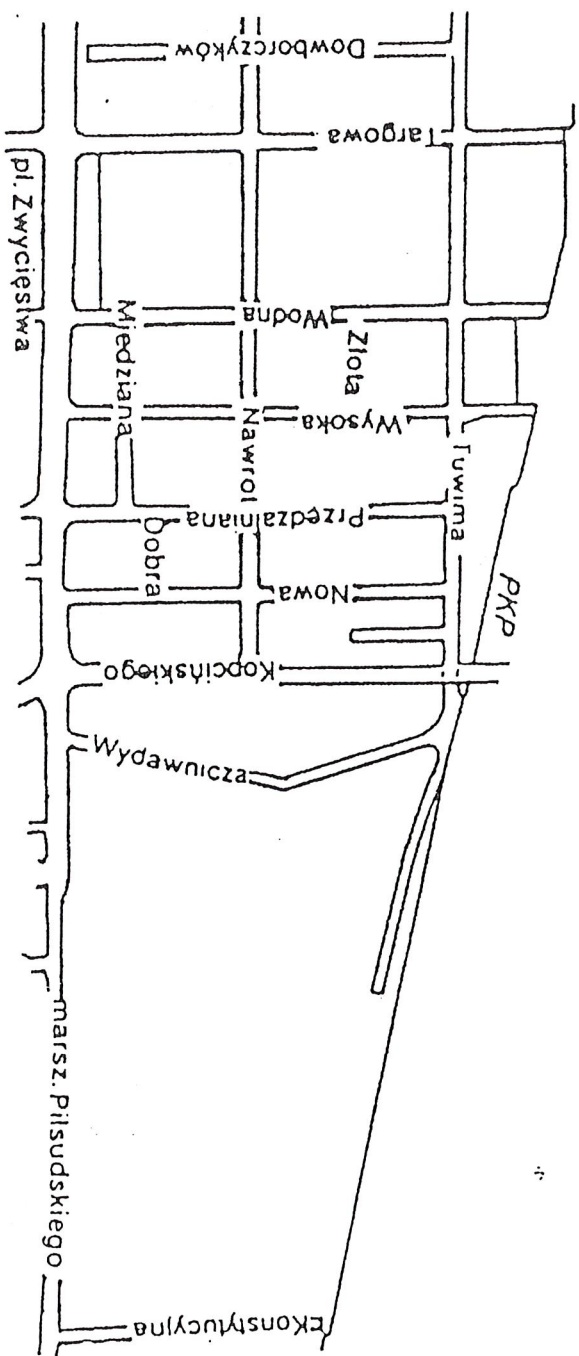 Dowborczyków
Targowa
pl. Zwycięstwa
Miedziana
Wodna
Złota
Wysoka
Nawrot
Tuwima
Przędzalniana
Dobra
Nowa
PKP
Kopcińskiego
Wydawnicza
marsz. Piłsudskiego
Konstytucyjna